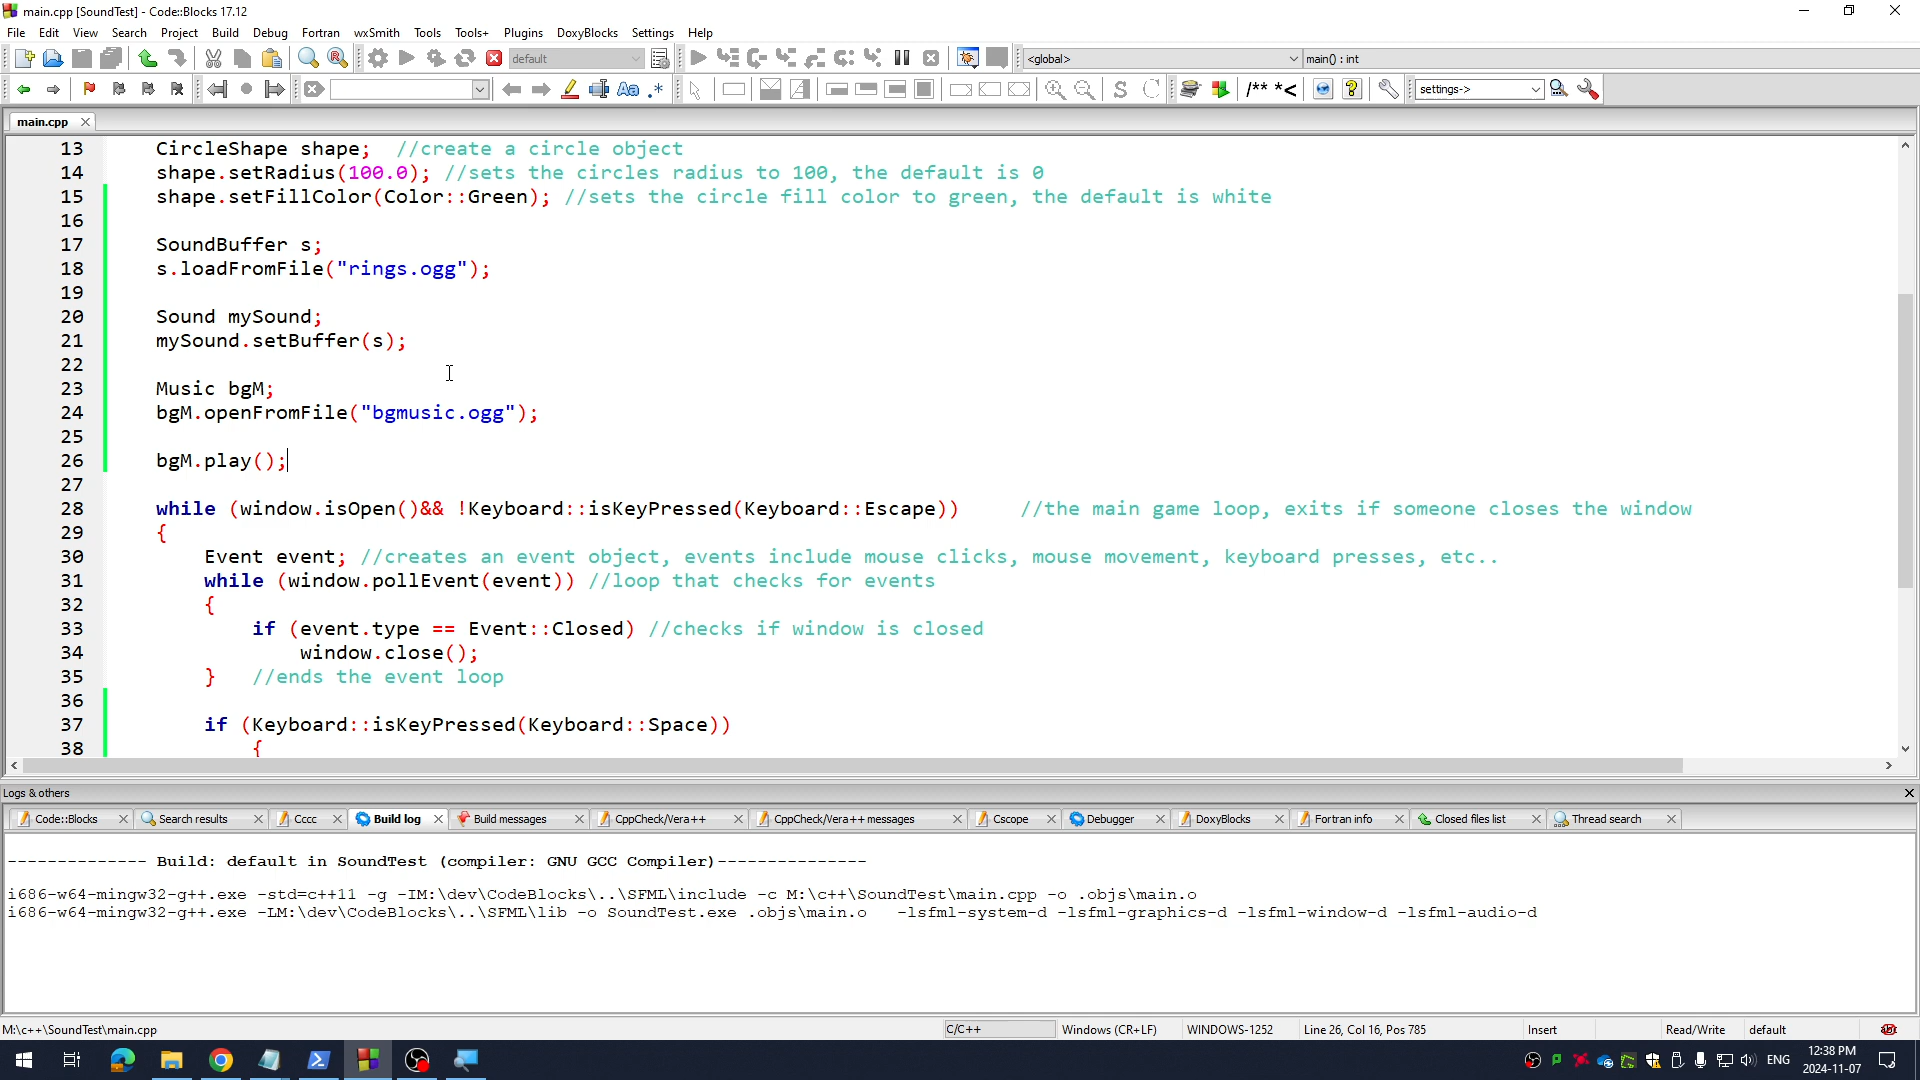 main.cpp [SoundTest] - Code::Blocks 17.12
File Edit View Search Project Build Debug Fortran wxSmith Tools Tools+ Plugins DoxyBlocks Settings Help
default <global> main() : int
Aa .* S C /** *< ? settings->
main.cpp
13 CircleShape shape; //create a circle object
14 shape.setRadius(100.0); //sets the circles radius to 100, the default is 0
15 shape.setFillColor(Color::Green); //sets the circle fill color to green, the default is white
16
17 SoundBuffer s;
18 s.loadFromFile("rings.ogg");
19
20 Sound mySound;
21 mySound.setBuffer(s);
22
23 Music bgM;
24 bgM.openFromFile("bgmusic.ogg");
25
26 bgM.play();
27
28 while (window.isOpen()&& !Keyboard::isKeyPressed(Keyboard::Escape)) //the main game loop, exits if someone closes the window
29 {
30 Event event; //creates an event object, events include mouse clicks, mouse movement, keyboard presses, etc..
31 while (window.pollEvent(event)) //loop that checks for events
32 {
33 if (event.type == Event::Closed) //checks if window is closed
34 window.close();
35 } //ends the event loop
36
37 if (Keyboard::isKeyPressed(Keyboard::Space))
38 {
Logs & others
Code::Blocks Search results Cccc Build log Build messages CppCheck/Vera++ CppCheck/Vera++ messages Cscope Debugger DoxyBlocks Fortran info Closed files list Thread search
-------------- Build: default in SoundTest (compiler: GNU GCC Compiler)---------------
i686-w64-mingw32-g++.exe -std=c++11 -g -IM:\dev\CodeBlocks\..\SFML\include -c M:\c++\SoundTest\main.cpp -o .objs\main.o
i686-w64-mingw32-g++.exe -LM:\dev\CodeBlocks\..\SFML\lib -o SoundTest.exe .objs\main.o -lsfml-system-d -lsfml-graphics-d -lsfml-window-d -lsfml-audio-d
M:\c++\SoundTest\main.cpp C/C++ Windows (CR+LF) WINDOWS-1252 Line 26, Col 16, Pos 785 Insert Read/Write default
ENG 12:38 PM
2024-11-07